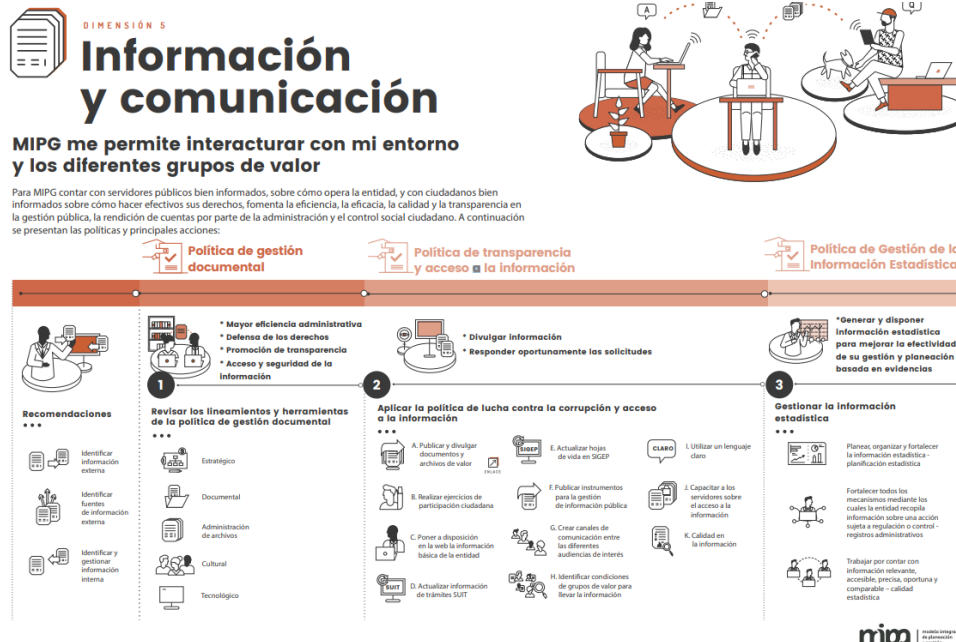 A
Q
DIMENSIÓN 5
Información
y comunicación
MIPG me permite interacturar con mi entorno
y los diferentes grupos de valor
Para MIPG contar con servidores públicos bien informados, sobre cómo opera la entidad, y con ciudadanos bien
informados sobre cómo hacer efectivos sus derechos, fomenta la eficiencia, la eficacia, la calidad y la transparencia en
la gestión pública, la rendición de cuentas por parte de la administración y el control social ciudadano. A continuación
se presentan las políticas y principales acciones:
Política de gestión
documental
Política de transparencia
y acceso a la información
Política de Gestión de la
Información Estadística
* Mayor eficiencia administrativa
* Defensa de los derechos
* Promoción de transparencia
* Acceso y seguridad de la
información
* Divulgar información
* Responder oportunamente las solicitudes
*Generar y disponer
información estadística
para mejorar la efectividad
de su gestión y planeación
basada en evidencias
Recomendaciones
Identificar
información
externa
Identificar
fuentes
de información
externa
Identificar y
gestionar
información
interna
1
Revisar los lineamientos y herramientas
de la política de gestión documental
Estratégico
Documental
Administración
de archivos
Cultural
Tecnológico
2
Aplicar la política de lucha contra la corrupción y acceso
a la información
A. Publicar y divulgar
documentos y
archivos de valor
ENLACE
B. Realizar ejercicios de
participación ciudadana
C. Poner a disposición
en la web la información
básica de la entidad
SUIT
D. Actualizar información
de trámites SUIT
SIGEP
E. Actualizar hojas
de vida en SIGEP
F. Publicar instrumentos
para la gestión
de información pública
G. Crear canales de
comunicación entre
las diferentes
audiencias de interés
H. Identificar condiciones
de grupos de valor para
llevar la información
CLARO
I. Utilizar un lenguaje
claro
J. Capacitar a los
servidores sobre
el acceso a la
información
K. Calidad en
la información
3
Gestionar la información
estadística
Planear, organizar y fortalecer
la información estadística -
planificación estadística
Fortalecer todos los
mecanismos mediante los
cuales la entidad recopila
información sobre una acción
sujeta a regulación o control -
registros administrativos
Trabajar por contar con
información relevante,
accesible, precisa, oportuna y
comparable – calidad
estadística
mipg
modelo integra
de planeación